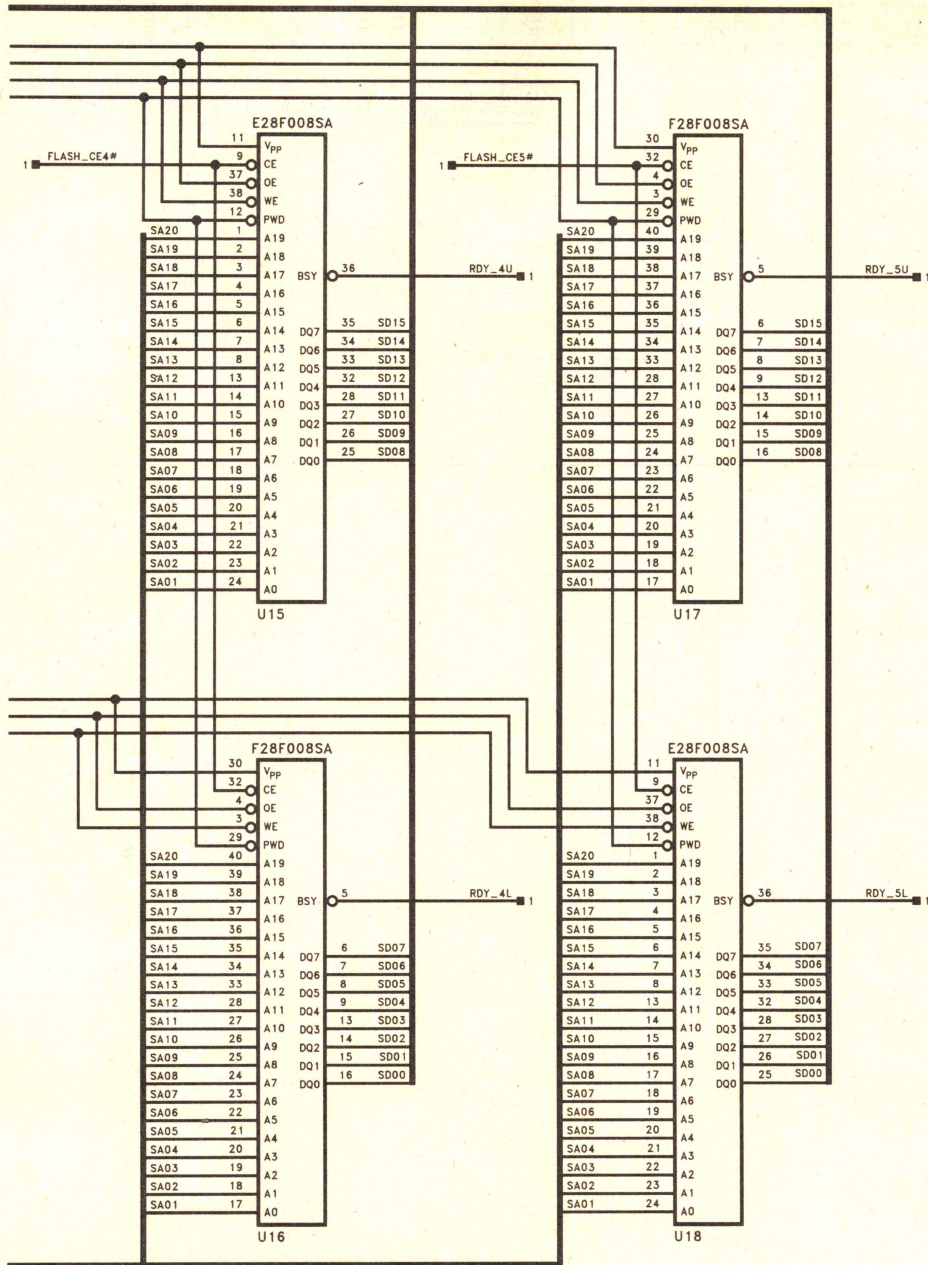 E28F008SA
11 VPP
1 FLASH_CE4# 9 CE
37 OE
38 WE
12 PWD
SA20 1 A19
SA19 2 A18
SA18 3 A17 BSY 36 RDY_4U 1
SA17 4 A16
SA16 5 A15
SA15 6 A14 DQ7 35 SD15
SA14 7 A13 DQ6 34 SD14
SA13 8 A12 DQ5 33 SD13
SA12 13 A11 DQ4 32 SD12
SA11 14 A10 DQ3 28 SD11
SA10 15 A9 DQ2 27 SD10
SA09 16 A8 DQ1 26 SD09
SA08 17 A7 DQ0 25 SD08
SA07 18 A6
SA06 19 A5
SA05 20 A4
SA04 21 A3
SA03 22 A2
SA02 23 A1
SA01 24 A0
U15
F28F008SA
30 VPP
1 FLASH_CE5# 32 CE
4 OE
3 WE
29 PWD
SA20 40 A19
SA19 39 A18
SA18 38 A17 BSY 5 RDY_5U 1
SA17 37 A16
SA16 36 A15
SA15 35 A14 DQ7 6 SD15
SA14 34 A13 DQ6 7 SD14
SA13 33 A12 DQ5 8 SD13
SA12 28 A11 DQ4 9 SD12
SA11 27 A10 DQ3 13 SD11
SA10 26 A9 DQ2 14 SD10
SA09 25 A8 DQ1 15 SD09
SA08 24 A7 DQ0 16 SD08
SA07 23 A6
SA06 22 A5
SA05 21 A4
SA04 20 A3
SA03 19 A2
SA02 18 A1
SA01 17 A0
U17
F28F008SA
30 VPP
32 CE
4 OE
3 WE
29 PWD
SA20 40 A19
SA19 39 A18
SA18 38 A17 BSY 5 RDY_4L 1
SA17 37 A16
SA16 36 A15
SA15 35 A14 DQ7 6 SD07
SA14 34 A13 DQ6 7 SD06
SA13 33 A12 DQ5 8 SD05
SA12 28 A11 DQ4 9 SD04
SA11 27 A10 DQ3 13 SD03
SA10 26 A9 DQ2 14 SD02
SA09 25 A8 DQ1 15 SD01
SA08 24 A7 DQ0 16 SD00
SA07 23 A6
SA06 22 A5
SA05 21 A4
SA04 20 A3
SA03 19 A2
SA02 18 A1
SA01 17 A0
U16
E28F008SA
11 VPP
9 CE
37 OE
38 WE
12 PWD
SA20 1 A19
SA19 2 A18
SA18 3 A17 BSY 36 RDY_5L 1
SA17 4 A16
SA16 5 A15
SA15 6 A14 DQ7 35 SD07
SA14 7 A13 DQ6 34 SD06
SA13 8 A12 DQ5 33 SD05
SA12 13 A11 DQ4 32 SD04
SA11 14 A10 DQ3 28 SD03
SA10 15 A9 DQ2 27 SD02
SA09 16 A8 DQ1 26 SD01
SA08 17 A7 DQ0 25 SD00
SA07 18 A6
SA06 19 A5
SA05 20 A4
SA04 21 A3
SA03 22 A2
SA02 23 A1
SA01 24 A0
U18